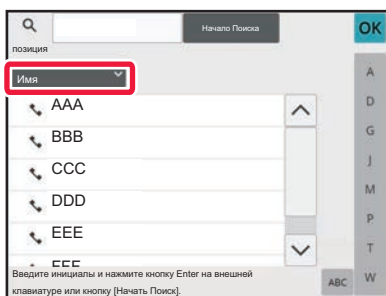 Начало Поиска
OK
позиция
Имя
AAA
BBB
CCC
DDD
EEE
FFF
Введите инициалы и нажмите кнопку Enter на внешней
клавиатуре или кнопку [Начать Поиск].
ABC
A
D
G
J
M
P
T
W